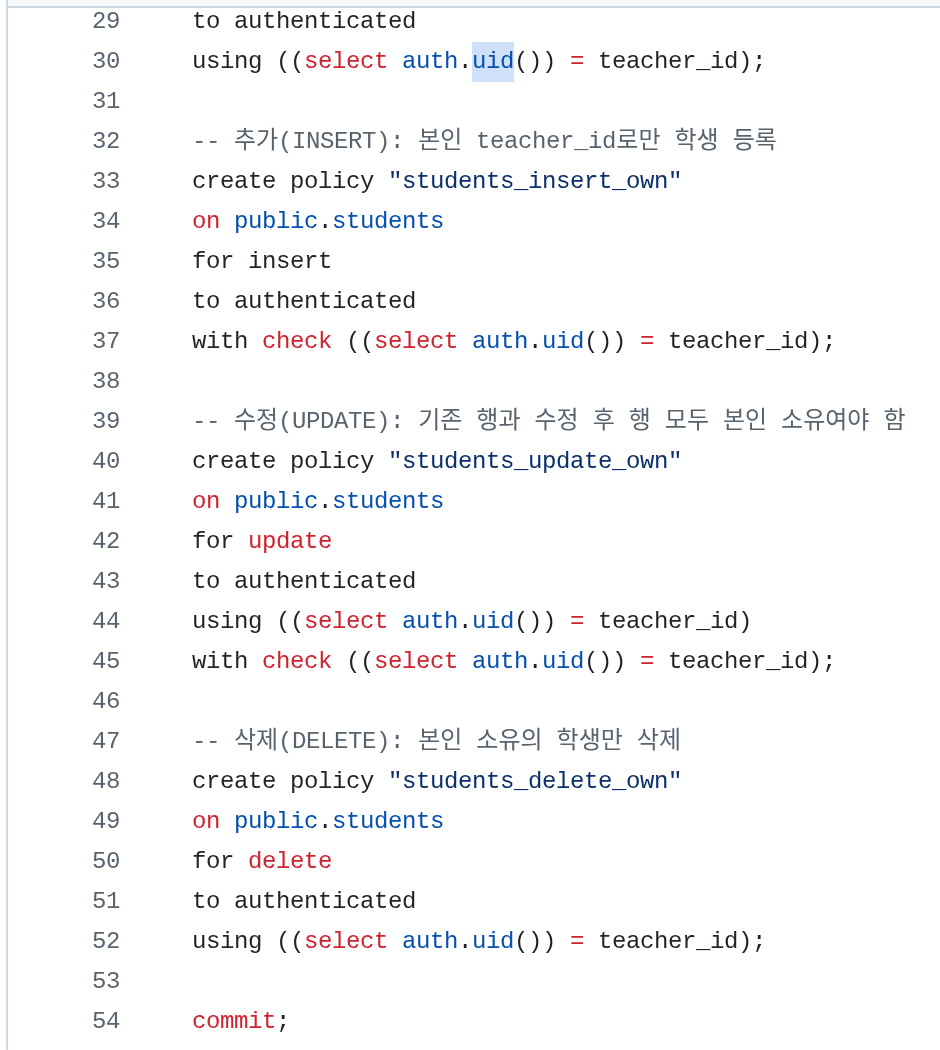 29 to authenticated
30 using ((select auth.uid()) = teacher_id);
31
32 -- 추가(INSERT): 본인 teacher_id로만 학생 등록
33 create policy "students_insert_own"
34 on public.students
35 for insert
36 to authenticated
37 with check ((select auth.uid()) = teacher_id);
38
39 -- 수정(UPDATE): 기존 행과 수정 후 행 모두 본인 소유여야 함
40 create policy "students_update_own"
41 on public.students
42 for update
43 to authenticated
44 using ((select auth.uid()) = teacher_id)
45 with check ((select auth.uid()) = teacher_id);
46
47 -- 삭제(DELETE): 본인 소유의 학생만 삭제
48 create policy "students_delete_own"
49 on public.students
50 for delete
51 to authenticated
52 using ((select auth.uid()) = teacher_id);
53
54 commit;